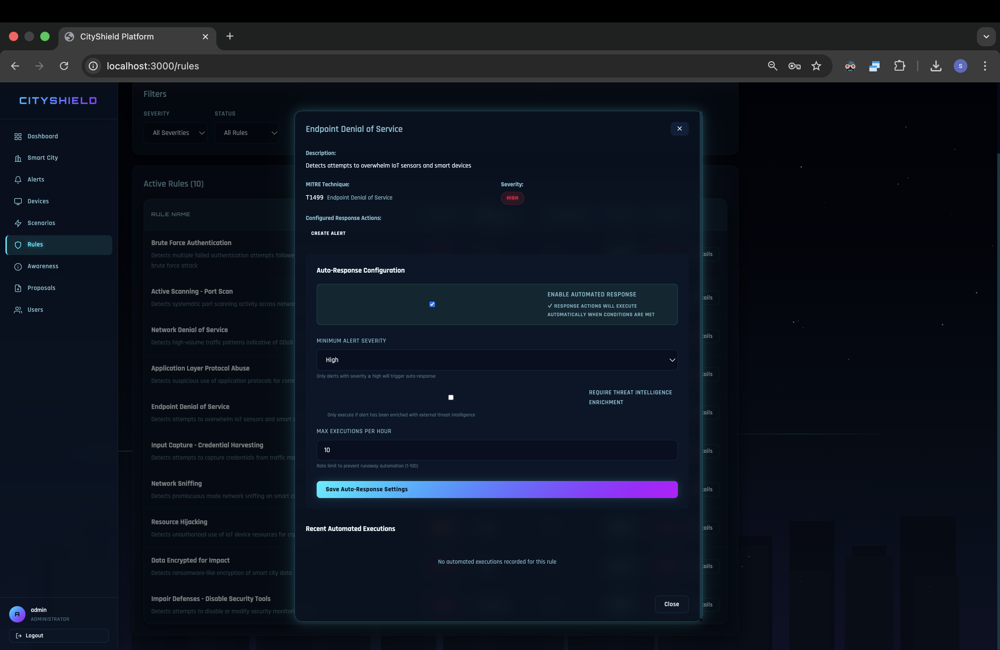 CityShield Platform
localhost:3000/rules
S
CITYSHIELD
Dashboard
Smart City
Alerts
Devices
Scenarios
Rules
Awareness
Proposals
Users
A
admin
ADMINISTRATOR
Logout
Filters
SEVERITY
STATUS
All Severities
All Rules
Active Rules (10)
RULE NAME
Brute Force Authentication
Detects multiple failed authentication attempts followe
brute force attack
Active Scanning - Port Scan
Detects systematic port scanning activity across networ
Network Denial of Service
Detects high-volume traffic patterns indicative of DDoS
Application Layer Protocol Abuse
Detects suspicious use of application protocols for com
Endpoint Denial of Service
Detects attempts to overwhelm IoT sensors and smart
Input Capture - Credential Harvesting
Detects attempts to capture credentials from traffic ma
Network Sniffing
Detects promiscuous mode network sniffing on smart ci
Resource Hijacking
Detects unauthorized use of IoT device resources for cry
Data Encrypted for Impact
Detects ransomware-like encryption of smart city data
Impair Defenses - Disable Security Tools
Detects attempts to disable or modify security monitori
ails
ails
ails
ails
ails
ails
ails
ails
ails
ails
Endpoint Denial of Service
Description:
Detects attempts to overwhelm IoT sensors and smart devices
MITRE Technique:
Severity:
T1499 Endpoint Denial of Service
HIGH
Configured Response Actions:
CREATE ALERT
Auto-Response Configuration
ENABLE AUTOMATED RESPONSE
✓ RESPONSE ACTIONS WILL EXECUTE
AUTOMATICALLY WHEN CONDITIONS ARE MET
MINIMUM ALERT SEVERITY
High
Only alerts with severity ≥ high will trigger auto-response
REQUIRE THREAT INTELLIGENCE
ENRICHMENT
Only execute if alert has been enriched with external threat intelligence
MAX EXECUTIONS PER HOUR
10
Rate limit to prevent runaway automation (1-100)
Save Auto-Response Settings
Recent Automated Executions
No automated executions recorded for this rule
Close